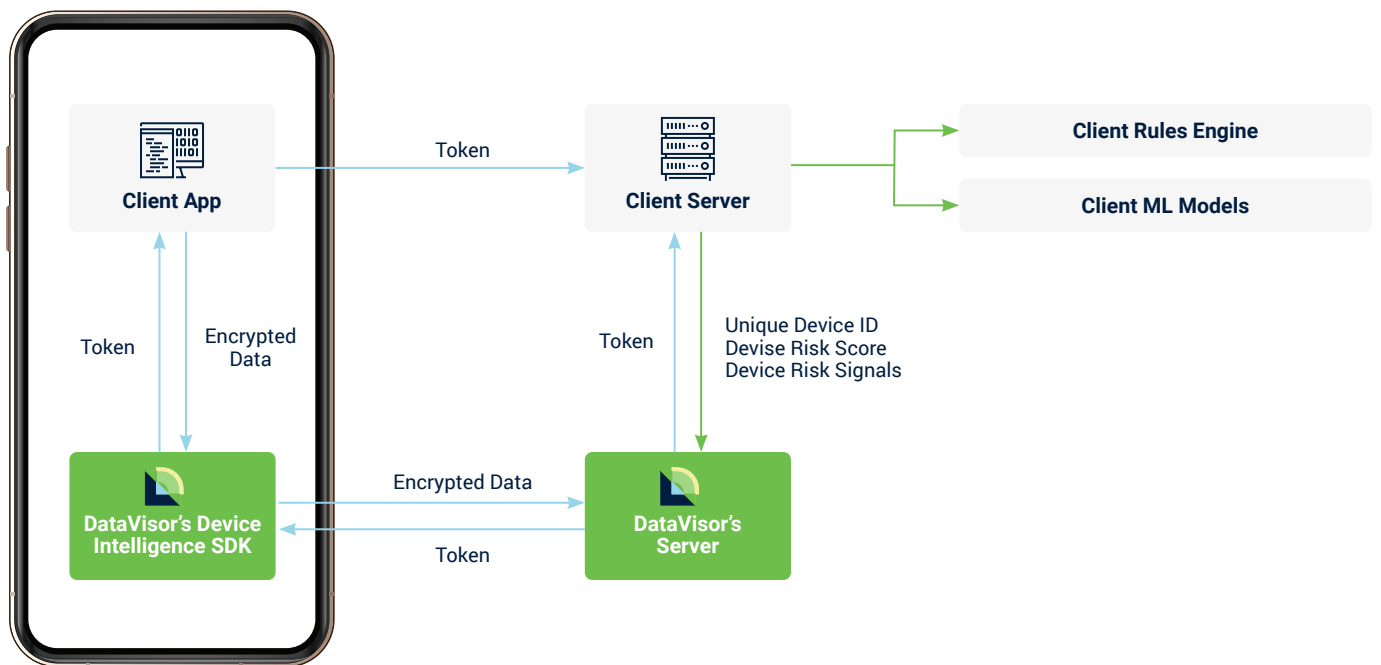 Client App
Token
Client Server
Client Rules Engine
Client ML Models
Token
Encrypted
Data
Token
Unique Device ID
Devise Risk Score
Device Risk Signals
DataVisor’s Device
Intelligence SDK
Encrypted Data
Token
DataVisor’s
Server